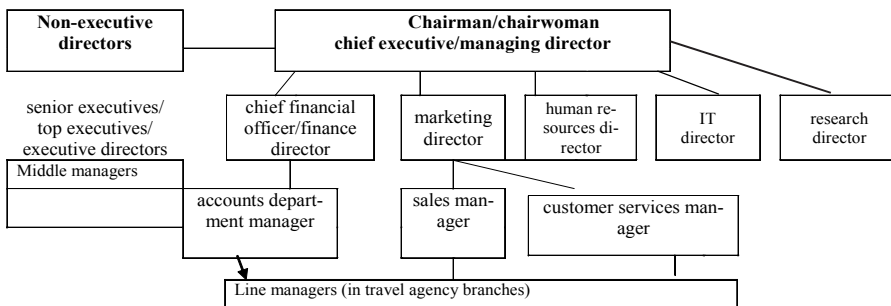 Non-executive
directors
Chairman/chairwoman
chief executive/managing director
senior executives/
top executives/
executive directors
chief financial
officer/finance
director
marketing
director
human re-
sources di-
rector
IT
director
research
director
Middle managers
accounts depart-
ment manager
sales man-
ager
customer services man-
ager
Line managers (in travel agency branches)